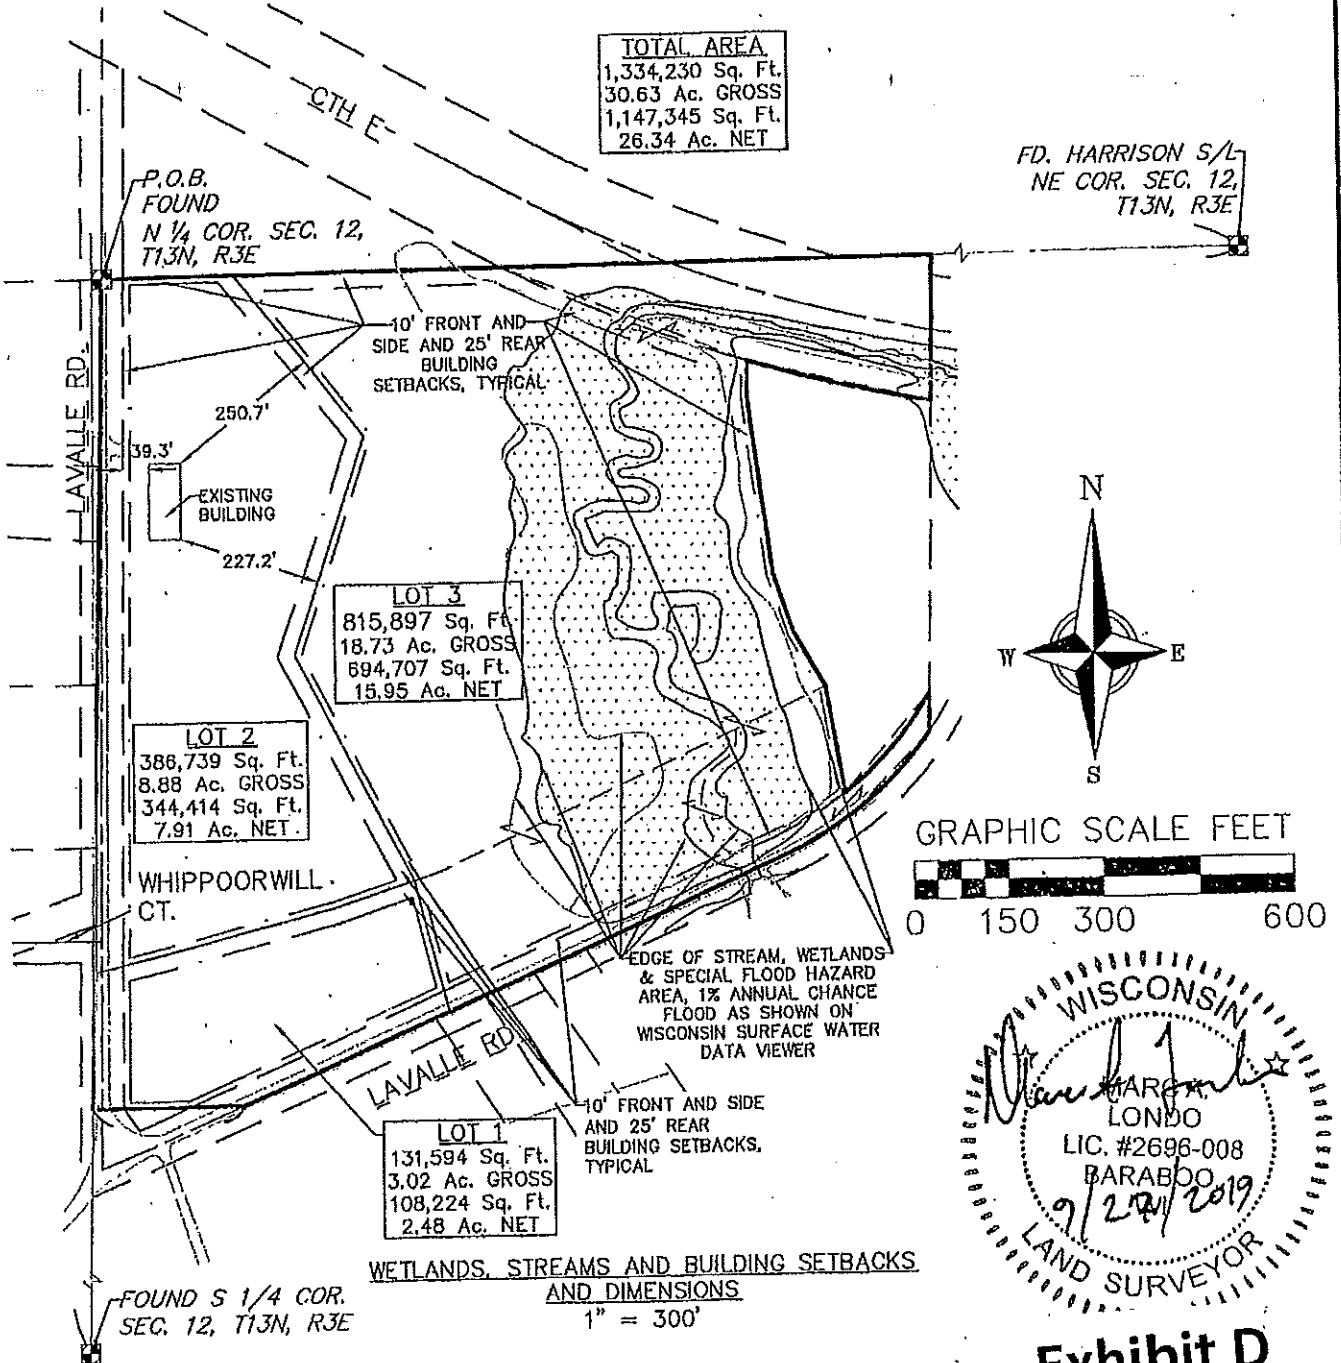 TOTAL AREA
1,334,230 Sq. Ft.
30.63 Ac. GROSS
1,147,345 Sq. Ft.
26.34 Ac. NET
CTH E
FD. HARRISON S/L
NE COR. SEC. 12,
T13N, R3E
P.O.B.
FOUND
N 1/4 COR. SEC. 12,
T13N, R3E
LAVALLE RD.
10' FRONT AND
SIDE AND 25' REAR
BUILDING
SETBACKS, TYPICAL
250.7'
39.3'
EXISTING
BUILDING
227.2'
N
W
E
S
LOT 3
815,897 Sq. Ft.
18.73 Ac. GROSS
694,707 Sq. Ft.
15.95 Ac. NET
LOT 2
386,739 Sq. Ft.
8.88 Ac. GROSS
344,414 Sq. Ft.
7.91 Ac. NET
WHIPPOORWILL
CT.
GRAPHIC SCALE FEET
0 150 300 600
EDGE OF STREAM, WETLANDS
& SPECIAL FLOOD HAZARD
AREA, 1% ANNUAL CHANCE
FLOOD AS SHOWN ON
WISCONSIN SURFACE WATER
DATA VIEWER
LAVALLE RD.
10' FRONT AND SIDE
AND 25' REAR
BUILDING SETBACKS,
TYPICAL
LOT 1
131,594 Sq. Ft.
3.02 Ac. GROSS
108,224 Sq. Ft.
2.48 Ac. NET
WISCONSIN
MARC A.
LONDO
LIC. #2696-008
BARABOO
9/27/2019
LAND SURVEYOR
WETLANDS, STREAMS AND BUILDING SETBACKS
AND DIMENSIONS
1" = 300'
FOUND S 1/4 COR.
SEC. 12, T13N, R3E
Exhibit D